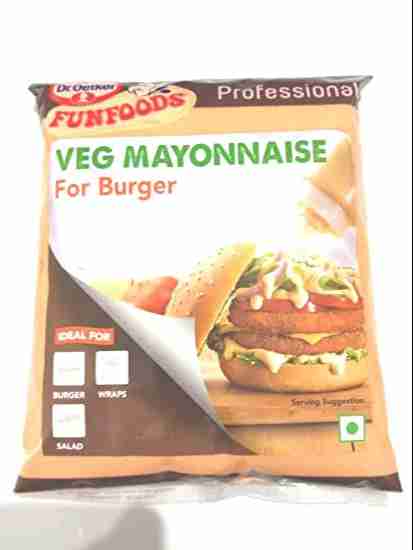 Dr.Oetker
FUNFOODS
Professional
VEG MAYONNAISE
For Burger
IDEAL FOR
BURGER
WRAPS
SALAD
Serving Suggestion